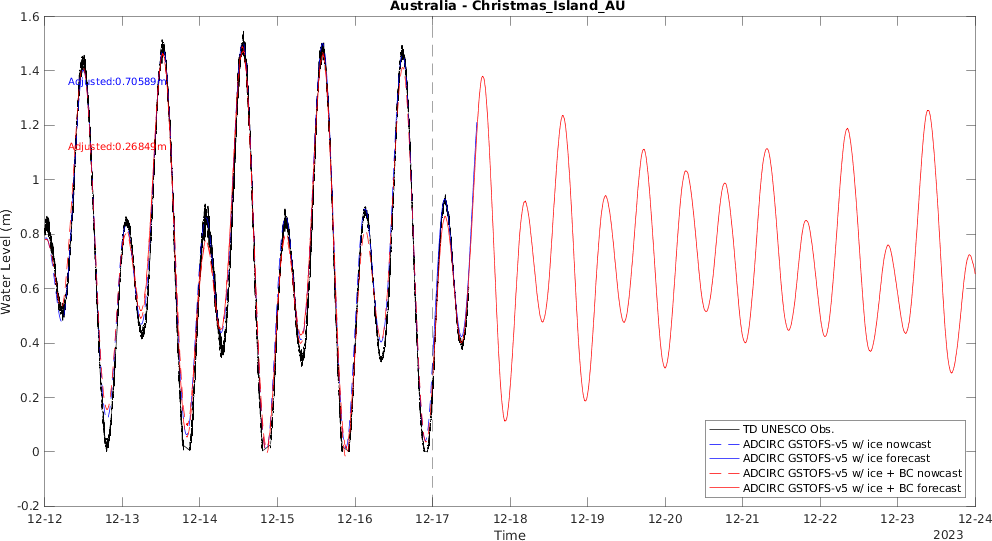 Australia - Christmas_Island_AU
1.6
1.4
1.2
1
0.8
0.6
0.4
0.2
0
-0.2
Water Level (m)
Adjusted:0.70589m
Adjusted:0.26849m
TD UNESCO Obs.
ADCIRC GSTOFS-v5 w/ ice nowcast
ADCIRC GSTOFS-v5 w/ ice forecast
ADCIRC GSTOFS-v5 w/ ice + BC nowcast
ADCIRC GSTOFS-v5 w/ ice + BC forecast
12-12 12-13 12-14 12-15 12-16 12-17 12-18 12-19 12-20 12-21 12-22 12-23 12-24
Time
2023